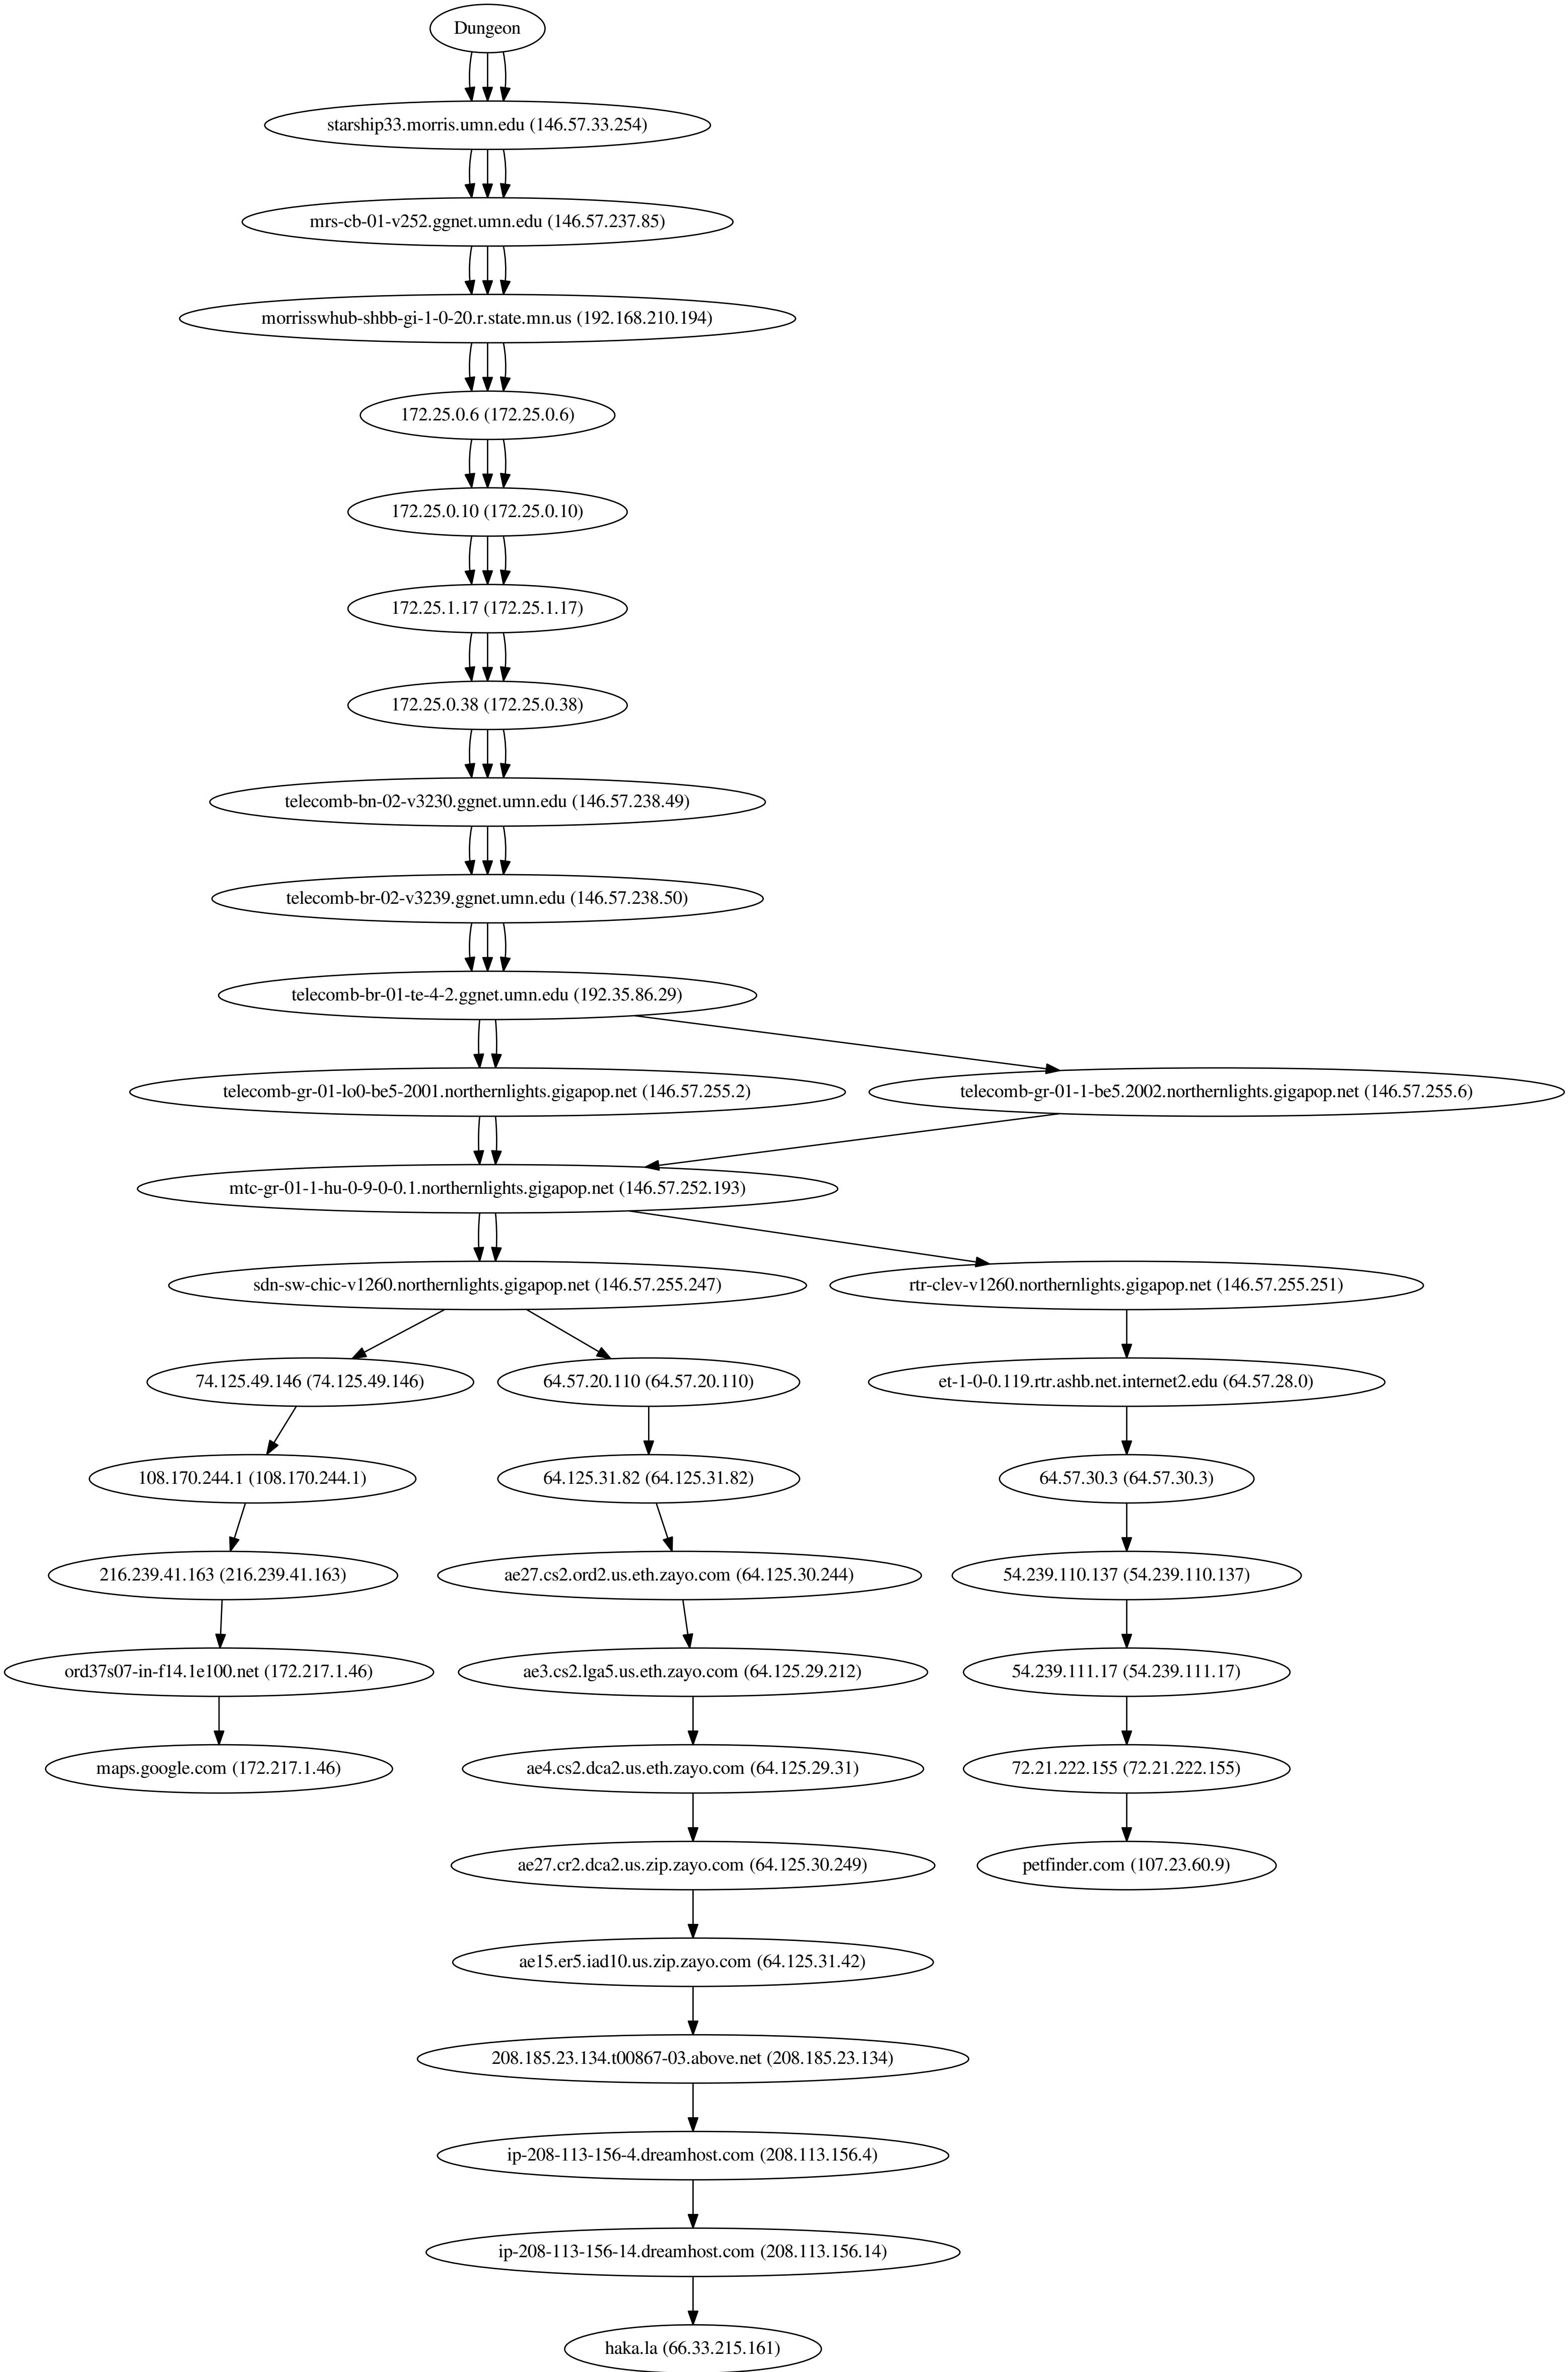 Dungeon
starship33.morris.umn.edu (146.57.33.254)
mrs-cb-01-v252.ggnet.umn.edu (146.57.237.85)
morrisswhub-shbb-gi-1-0-20.r.state.mn.us (192.168.210.194)
172.25.0.6 (172.25.0.6)
172.25.0.10 (172.25.0.10)
172.25.1.17 (172.25.1.17)
172.25.0.38 (172.25.0.38)
telecomb-bn-02-v3230.ggnet.umn.edu (146.57.238.49)
telecomb-br-02-v3239.ggnet.umn.edu (146.57.238.50)
telecomb-br-01-te-4-2.ggnet.umn.edu (192.35.86.29)
telecomb-gr-01-lo0-be5-2001.northernlights.gigapop.net (146.57.255.2)
telecomb-gr-01-1-be5.2002.northernlights.gigapop.net (146.57.255.6)
mtc-gr-01-1-hu-0-9-0-0.1.northernlights.gigapop.net (146.57.252.193)
sdn-sw-chic-v1260.northernlights.gigapop.net (146.57.255.247)
rtr-clev-v1260.northernlights.gigapop.net (146.57.255.251)
74.125.49.146 (74.125.49.146)
64.57.20.110 (64.57.20.110)
et-1-0-0.119.rtr.ashb.net.internet2.edu (64.57.28.0)
108.170.244.1 (108.170.244.1)
64.125.31.82 (64.125.31.82)
64.57.30.3 (64.57.30.3)
216.239.41.163 (216.239.41.163)
ae27.cs2.ord2.us.eth.zayo.com (64.125.30.244)
54.239.110.137 (54.239.110.137)
ord37s07-in-f14.1e100.net (172.217.1.46)
ae3.cs2.lga5.us.eth.zayo.com (64.125.29.212)
54.239.111.17 (54.239.111.17)
maps.google.com (172.217.1.46)
ae4.cs2.dca2.us.eth.zayo.com (64.125.29.31)
72.21.222.155 (72.21.222.155)
ae27.cr2.dca2.us.zip.zayo.com (64.125.30.249)
petfinder.com (107.23.60.9)
ae15.er5.iad10.us.zip.zayo.com (64.125.31.42)
208.185.23.134.t00867-03.above.net (208.185.23.134)
ip-208-113-156-4.dreamhost.com (208.113.156.4)
ip-208-113-156-14.dreamhost.com (208.113.156.14)
haka.la (66.33.215.161)